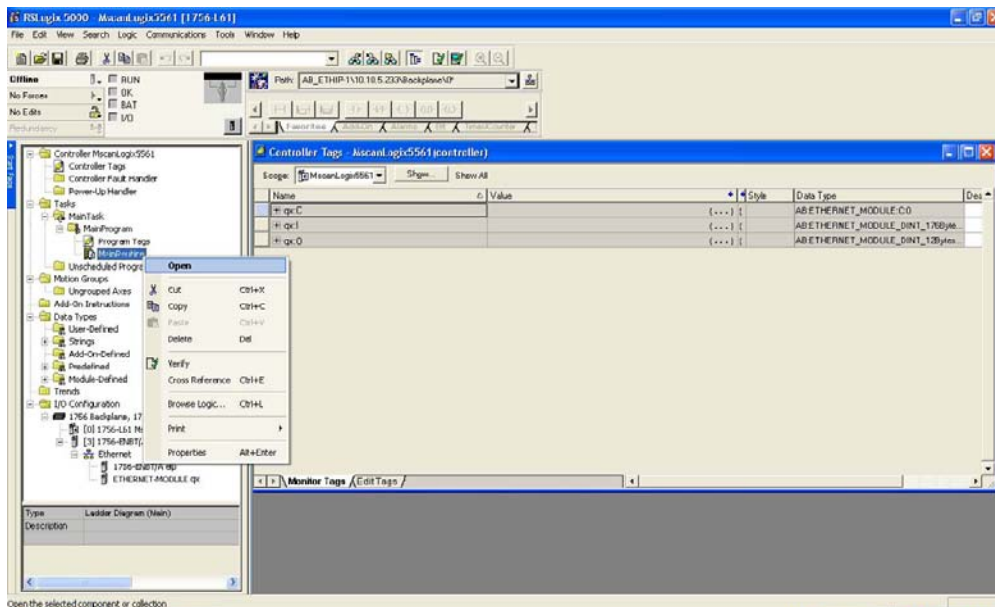 RSLogix 5000 - MscanLogix5561 [1756-L61]
File Edit View Search Logic Communications Tools Window Help
Offline
RUN
No Forces
OK
BAT
No Edits
I/O
Redundancy
Path: AB_ETHIP-1\10.10.5.233\Backplane\0*
Favorites Add-On Alarms Bit Timer/Counter
Start Page
Controller MscanLogix5561
Controller Tags
Controller Fault Handler
Power-Up Handler
Tasks
MainTask
MainProgram
Program Tags
MainRoutine
Unscheduled Progra
Motion Groups
Ungrouped Axes
Add-On Instructions
Data Types
User-Defined
Strings
Add-On-Defined
Predefined
Module-Defined
Trends
I/O Configuration
1756 Backplane, 17
[0] 1756-L61 Ms
[3] 1756-ENBT/
Ethernet
1756-ENBT/A eip
ETHERNET-MODULE qx
Open
Cut Ctrl+X
Copy Ctrl+C
Paste Ctrl+V
Delete Del
Verify
Cross Reference Ctrl+E
Browse Logic... Ctrl+L
Print
Properties Alt+Enter
Controller Tags - MscanLogix5561(controller)
Scope: MscanLogix5561 Show... Show All
Name Value Style Data Type Des
qx:C {...} { AB:ETHERNET_MODULE:C:0
qx:I {...} { AB:ETHERNET_MODULE_DINT_176Byte...
qx:O {...} { AB:ETHERNET_MODULE_DINT_12Bytes...
Monitor Tags Edit Tags
Type Ladder Diagram (Main)
Description
Open the selected component or collection